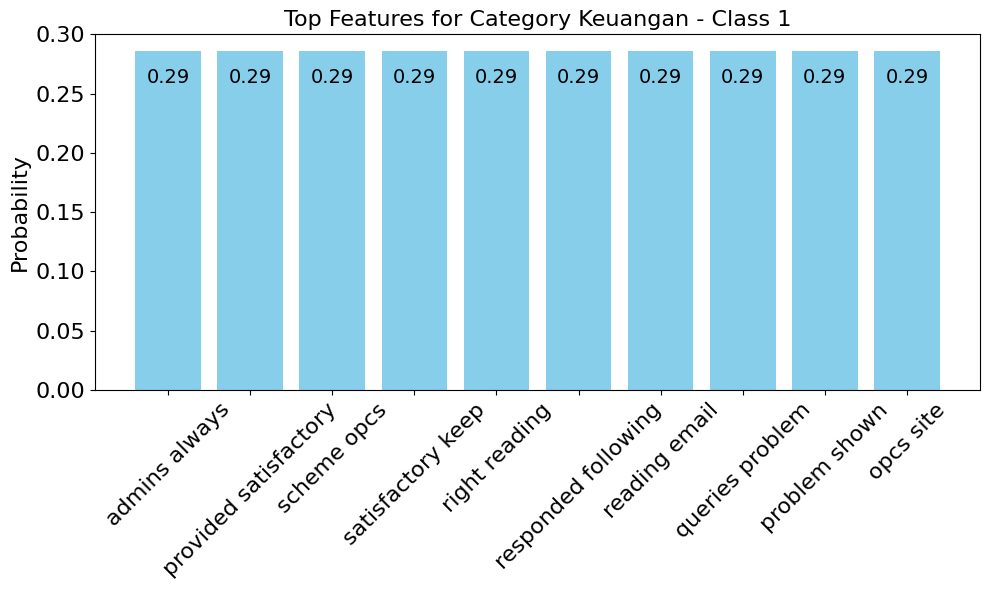 Top Features for Category Keuangan - Class 1
Probability
0.30
0.25
0.20
0.15
0.10
0.05
0.00
0.29 0.29 0.29 0.29 0.29 0.29 0.29 0.29 0.29 0.29
admins always
provided satisfactory
scheme opcs
satisfactory keep
right reading
responded following
reading email
queries problem
problem shown
opcs site